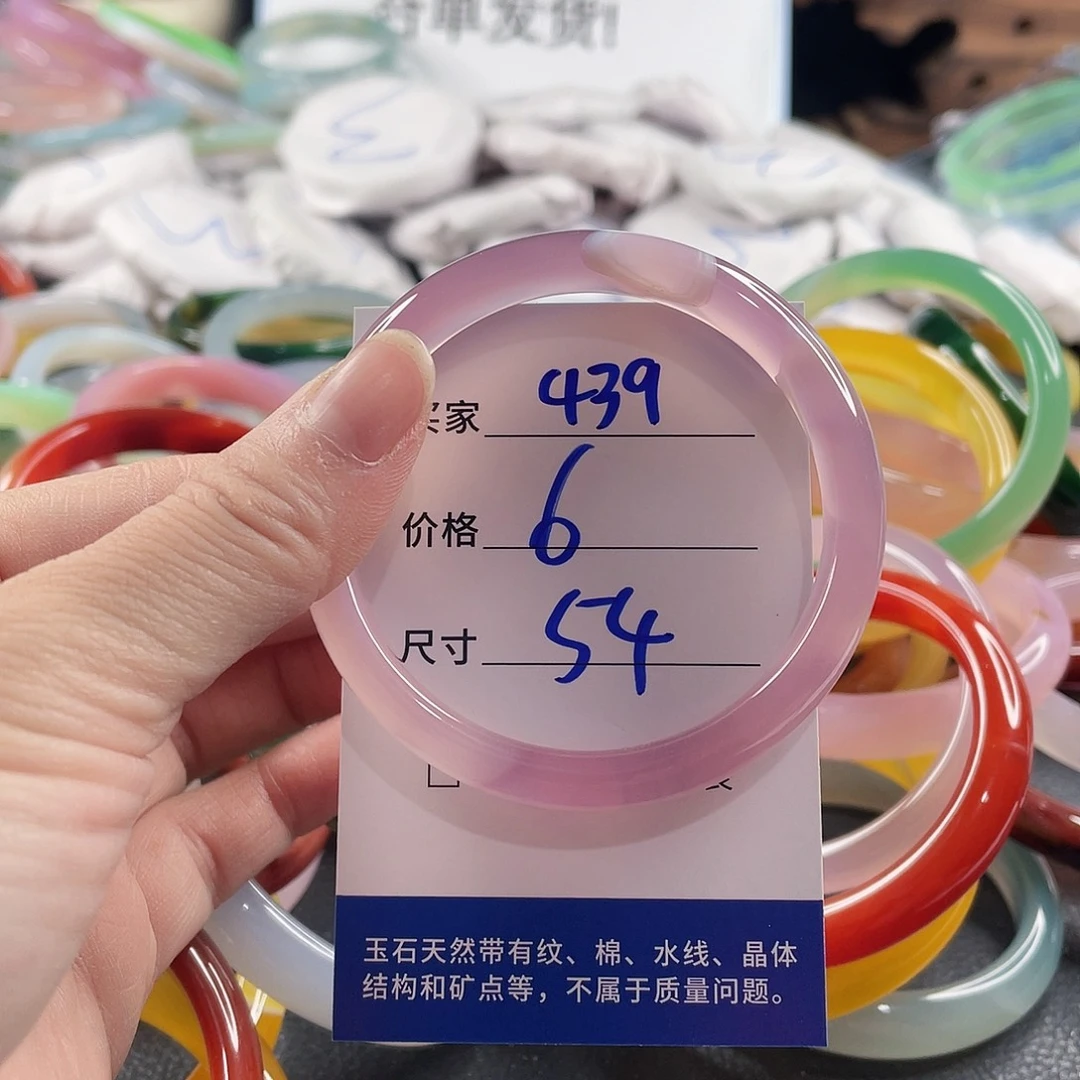 单发货!
买家 439
价格 6
尺寸 54
玉石天然带有纹、棉、水线、晶体
结构和矿点等，不属于质量问题。